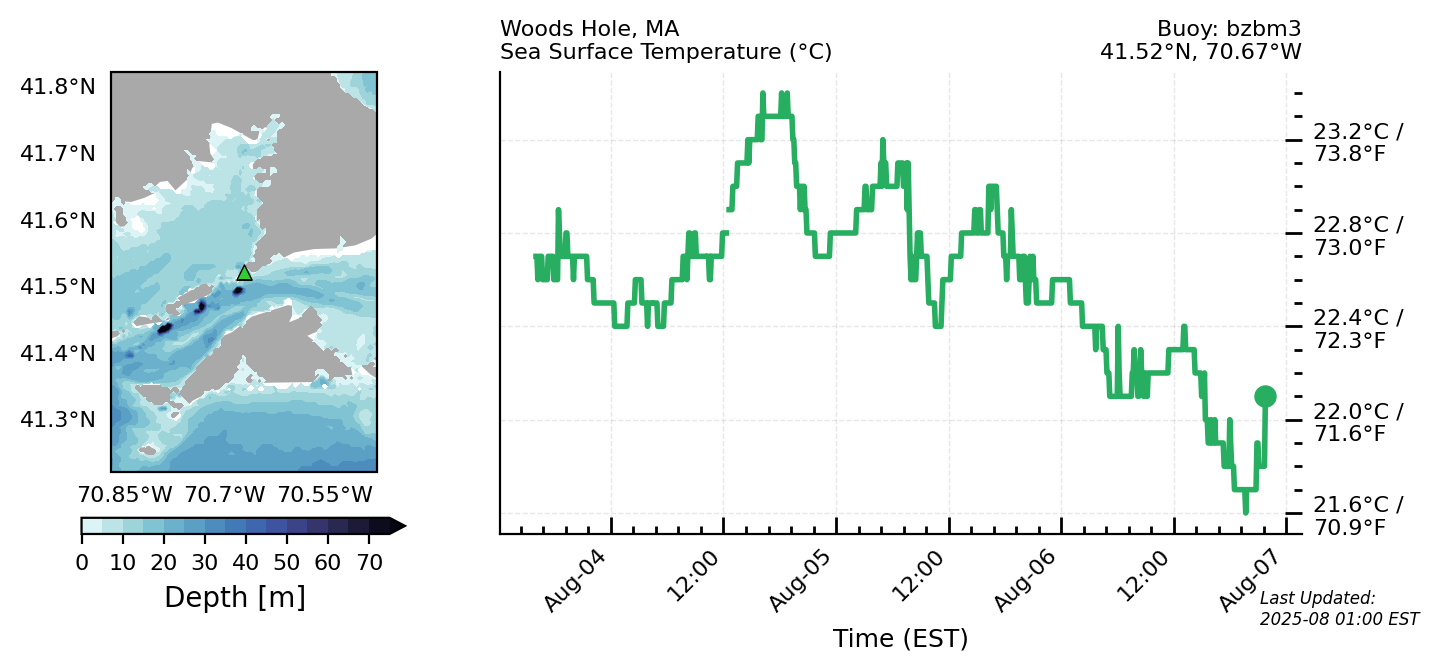 Woods Hole, MA
Sea Surface Temperature (°C)
Buoy: bzbm3
41.52°N, 70.67°W
41.8°N
41.7°N
41.6°N
41.5°N
41.4°N
41.3°N
70.85°W 70.7°W 70.55°W
0 10 20 30 40 50 60 70
Depth [m]
23.2°C /
73.8°F
22.8°C /
73.0°F
22.4°C /
72.3°F
22.0°C /
71.6°F
21.6°C /
70.9°F
Aug-04
12:00
Aug-05
12:00
Aug-06
12:00
Aug-07
Time (EST)
Last Updated:
2025-08 01:00 EST